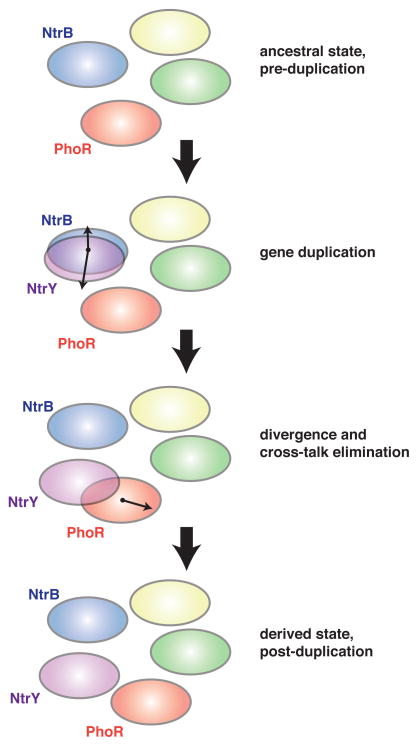 NtrB
ancestral state,
pre-duplication
PhoR
NtrB
gene duplication
NtrY
PhoR
NtrB
divergence and
cross-talk elimination
NtrY
PhoR
NtrB
derived state,
post-duplication
NtrY
PhoR